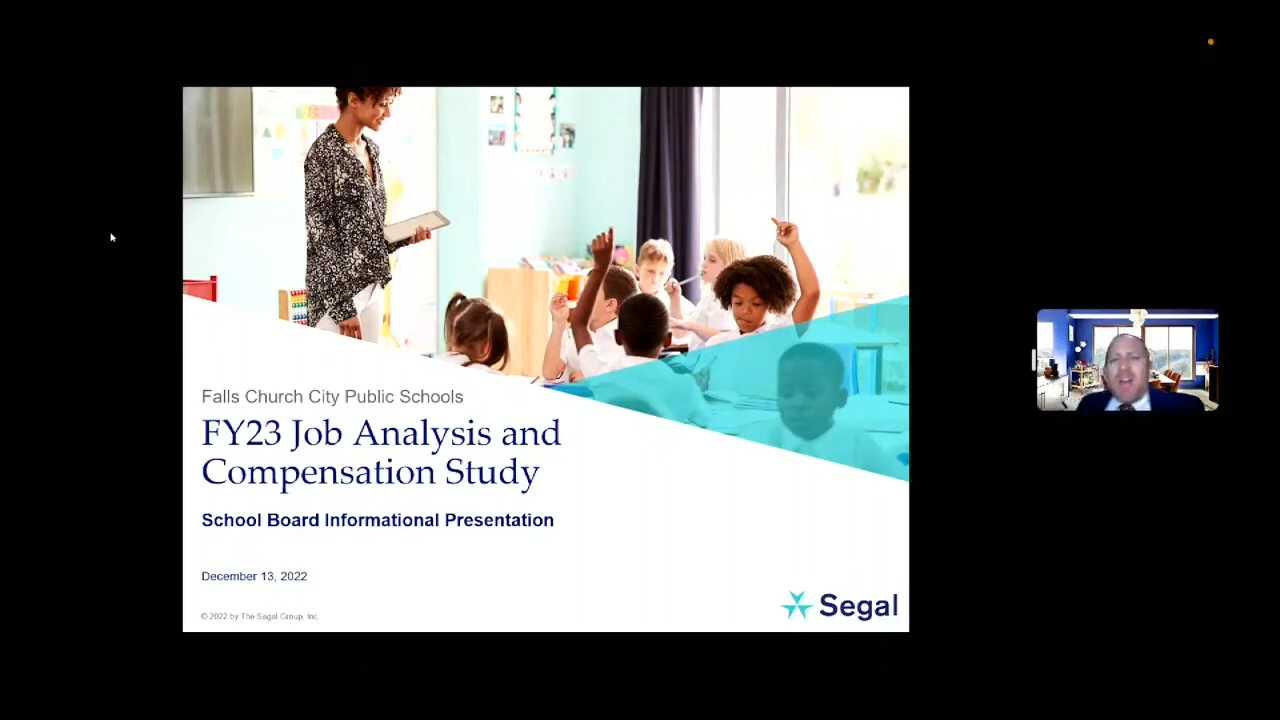 Falls Church City Public Schools
FY23 Job Analysis and
Compensation Study
School Board Informational Presentation
December 13, 2022
© 2022 by The Segal Group, Inc.
Segal